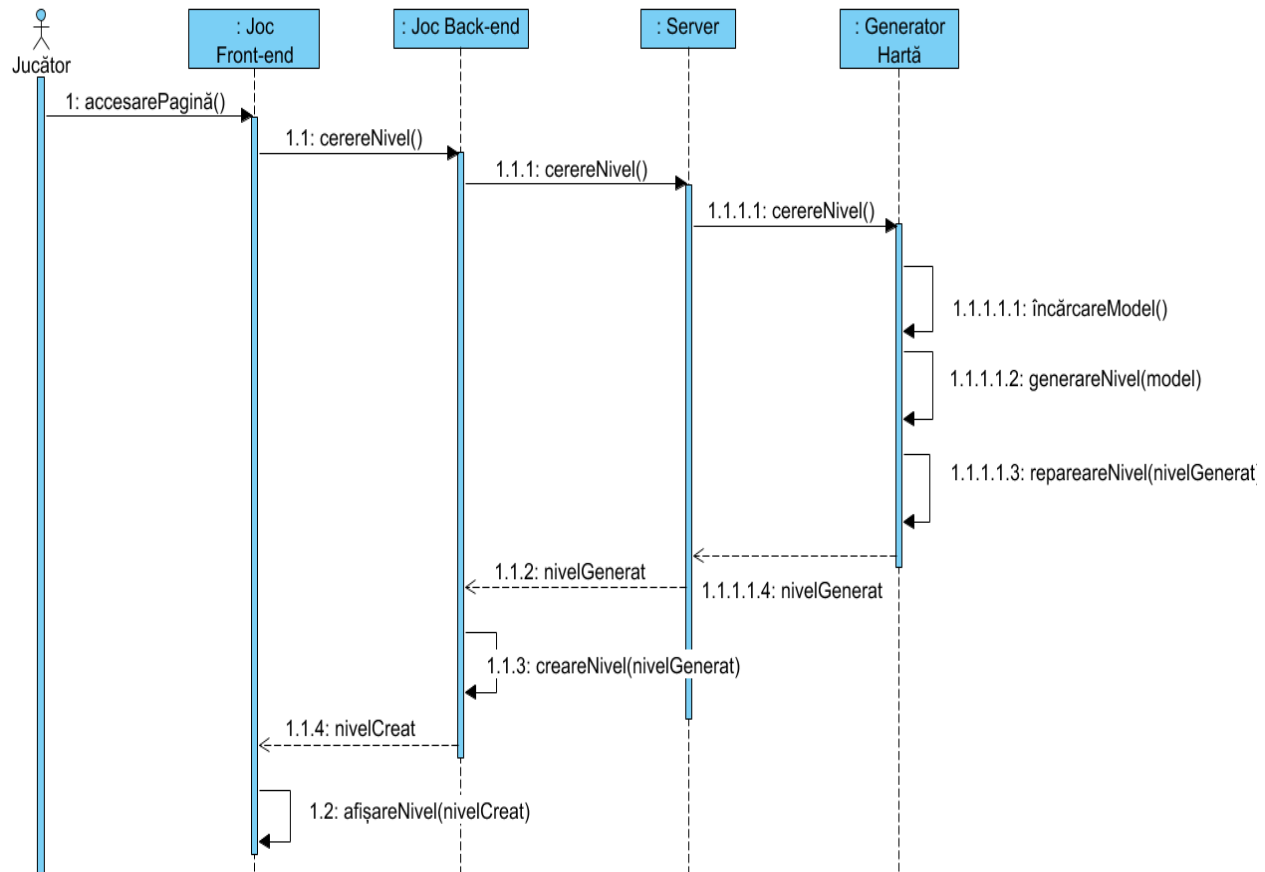 Jucător
: Joc
Front-end
: Joc Back-end
: Server
: Generator
Hartă
1: accesarePagină()
1.1: cerereNivel()
1.1.1: cerereNivel()
1.1.1.1: cerereNivel()
1.1.1.1.1: încărcareModel()
1.1.1.1.2: generareNivel(model)
1.1.1.1.3: repareareNivel(nivelGenerat)
1.1.2: nivelGenerat
1.1.1.1.4: nivelGenerat
1.1.3: creareNivel(nivelGenerat)
1.1.4: nivelCreat
1.2: afișareNivel(nivelCreat)